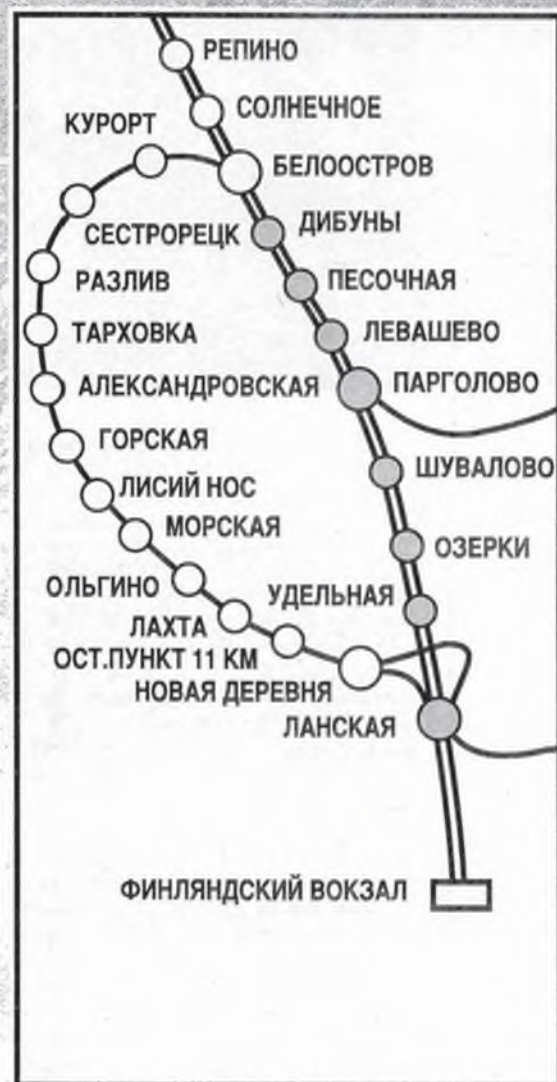 РЕПИНО
СОЛНЕЧНОЕ
КУРОРТ
БЕЛООСТРОВ
СЕСТРОРЕЦК
ДИБУНЫ
РАЗЛИВ
ПЕСОЧНАЯ
ТАРХОВКА
ЛЕВАШЕВО
АЛЕКСАНДРОВСКАЯ
ПАРГОЛОВО
ГОРСКАЯ
ШУВАЛОВО
ЛИСИЙ НОС
МОРСКАЯ
ОЗЕРКИ
ОЛЬГИНО
УДЕЛЬНАЯ
ЛАХТА
ОСТ.ПУНКТ 11 КМ
НОВАЯ ДЕРЕВНЯ
ЛАНСКАЯ
ФИНЛЯНДСКИЙ ВОКЗАЛ